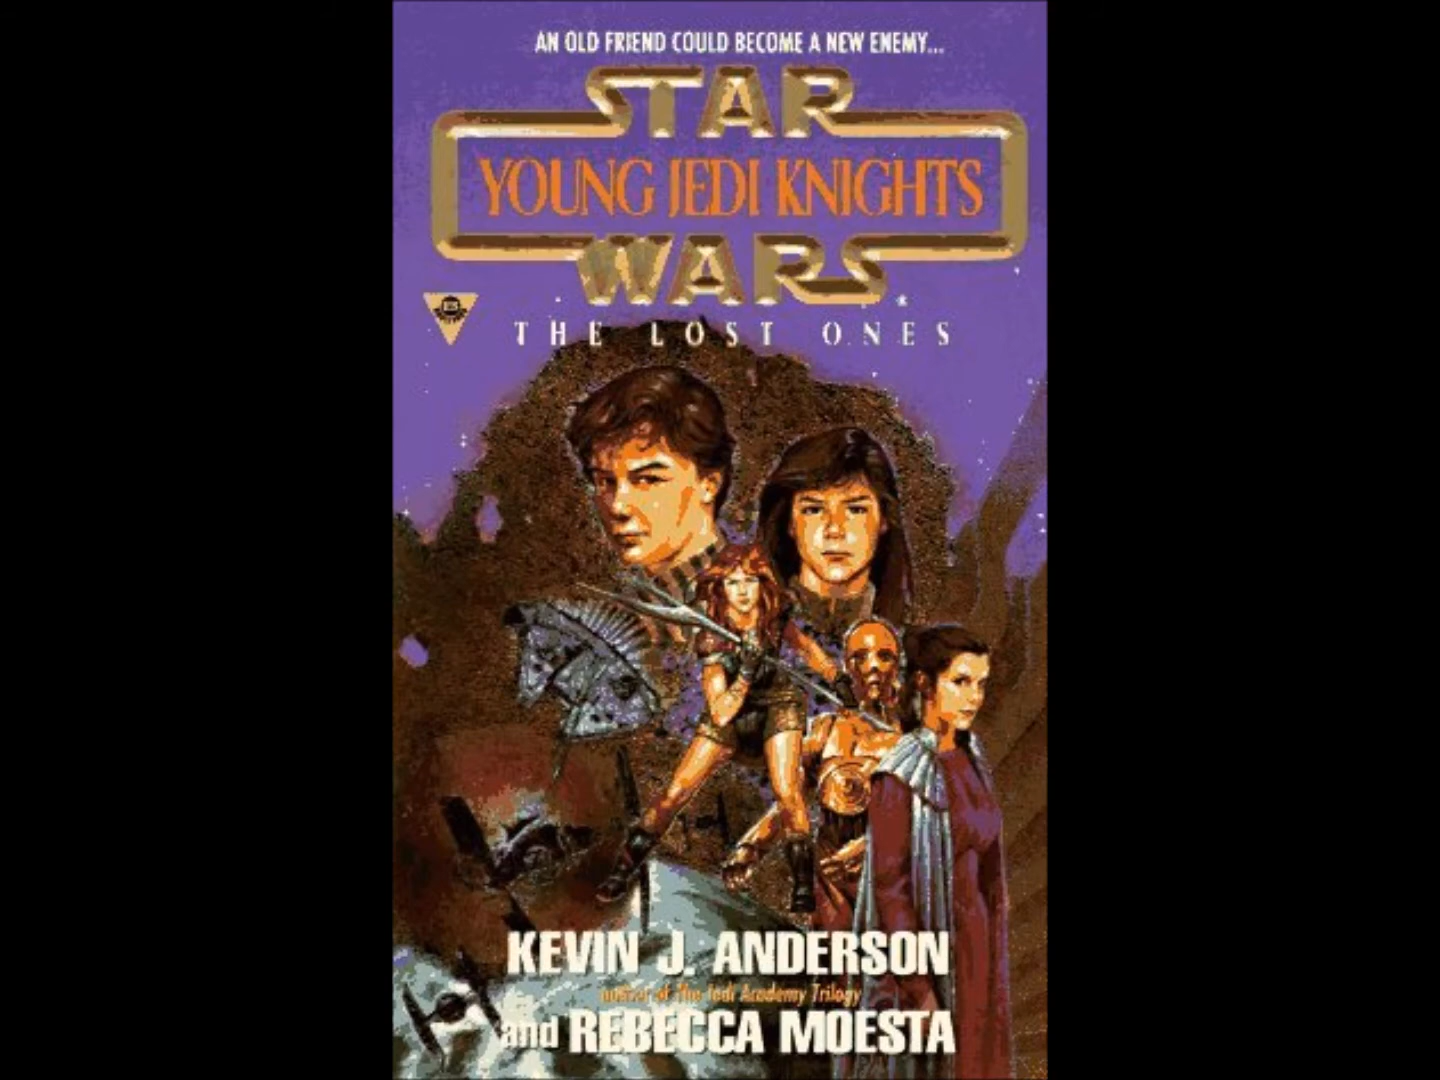 AN OLD FRIEND COULD BECOME A NEW ENEMY...
STAR
YOUNG JEDI KNIGHTS
WARS
THE LOST ONES
KEVIN J. ANDERSON
author of The Jedi Academy Trilogy
and REBECCA MOESTA